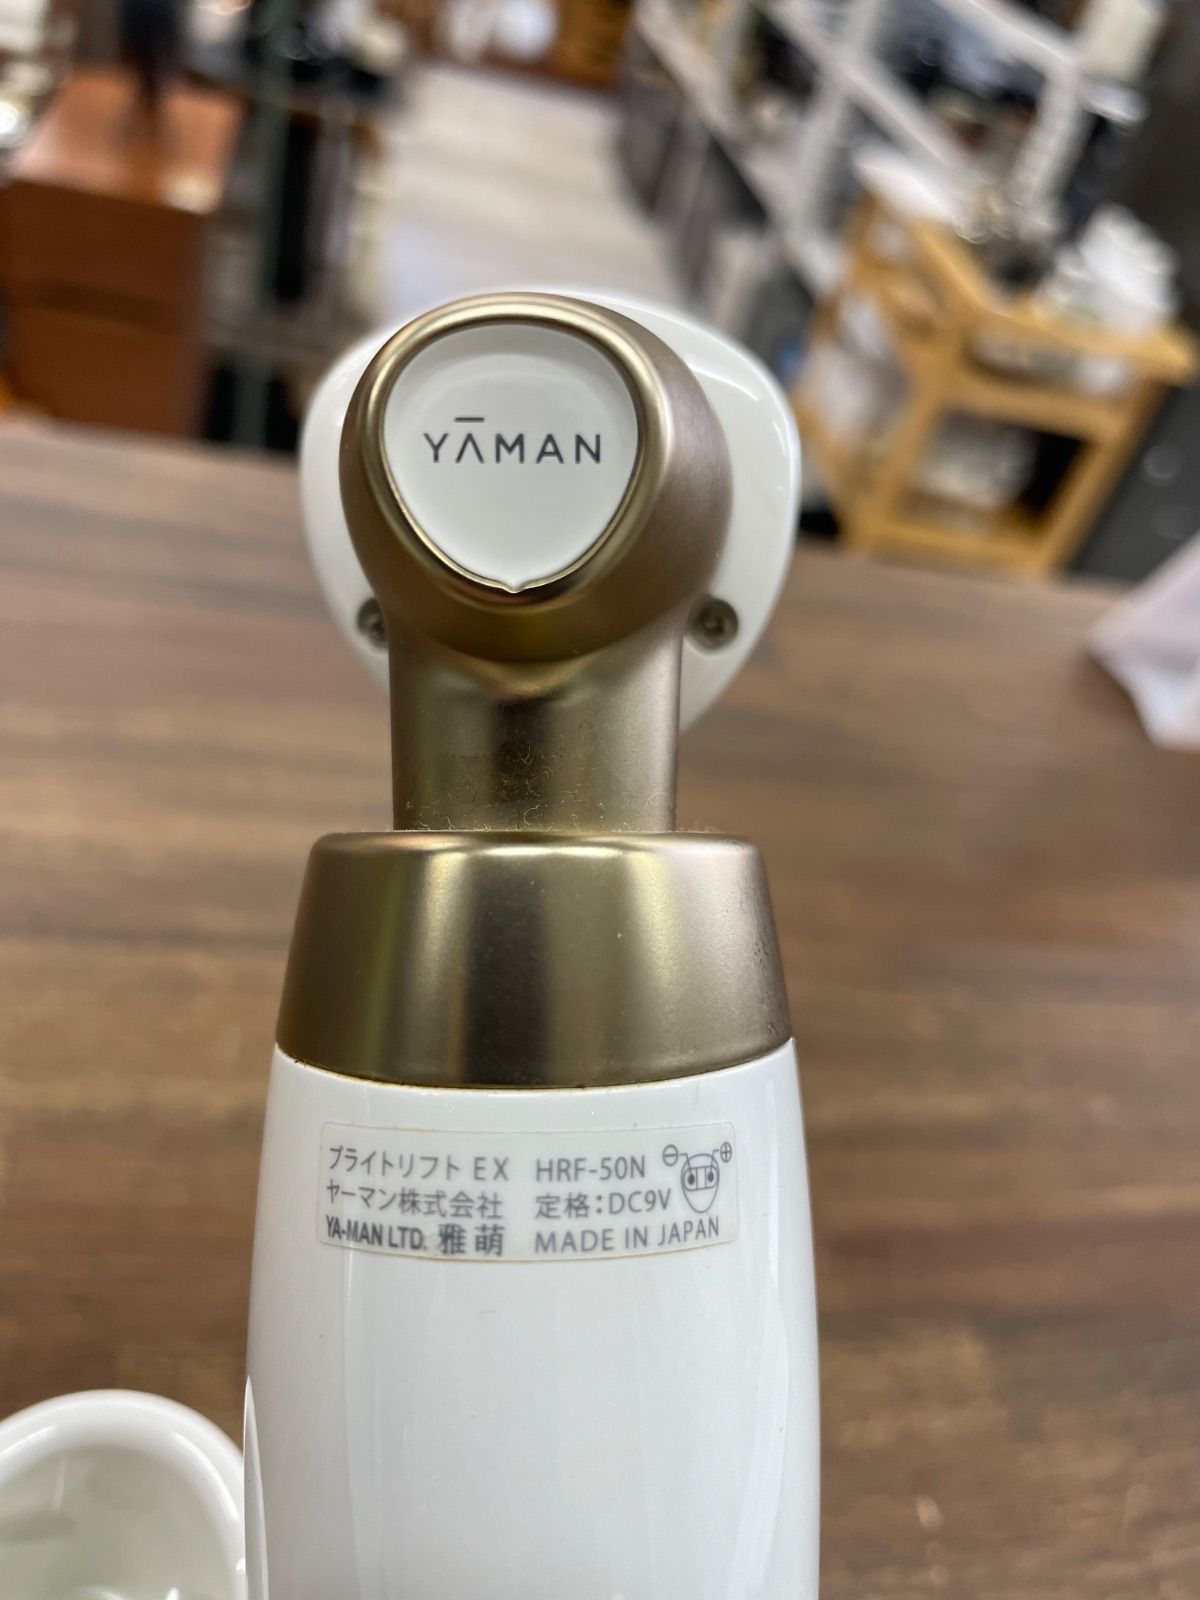 YĀMAN
ブライトリフト EX HRF-50N
ヤーマン株式会社 定格:DC9V
YA-MAN LTD. 雅萌 MADE IN JAPAN